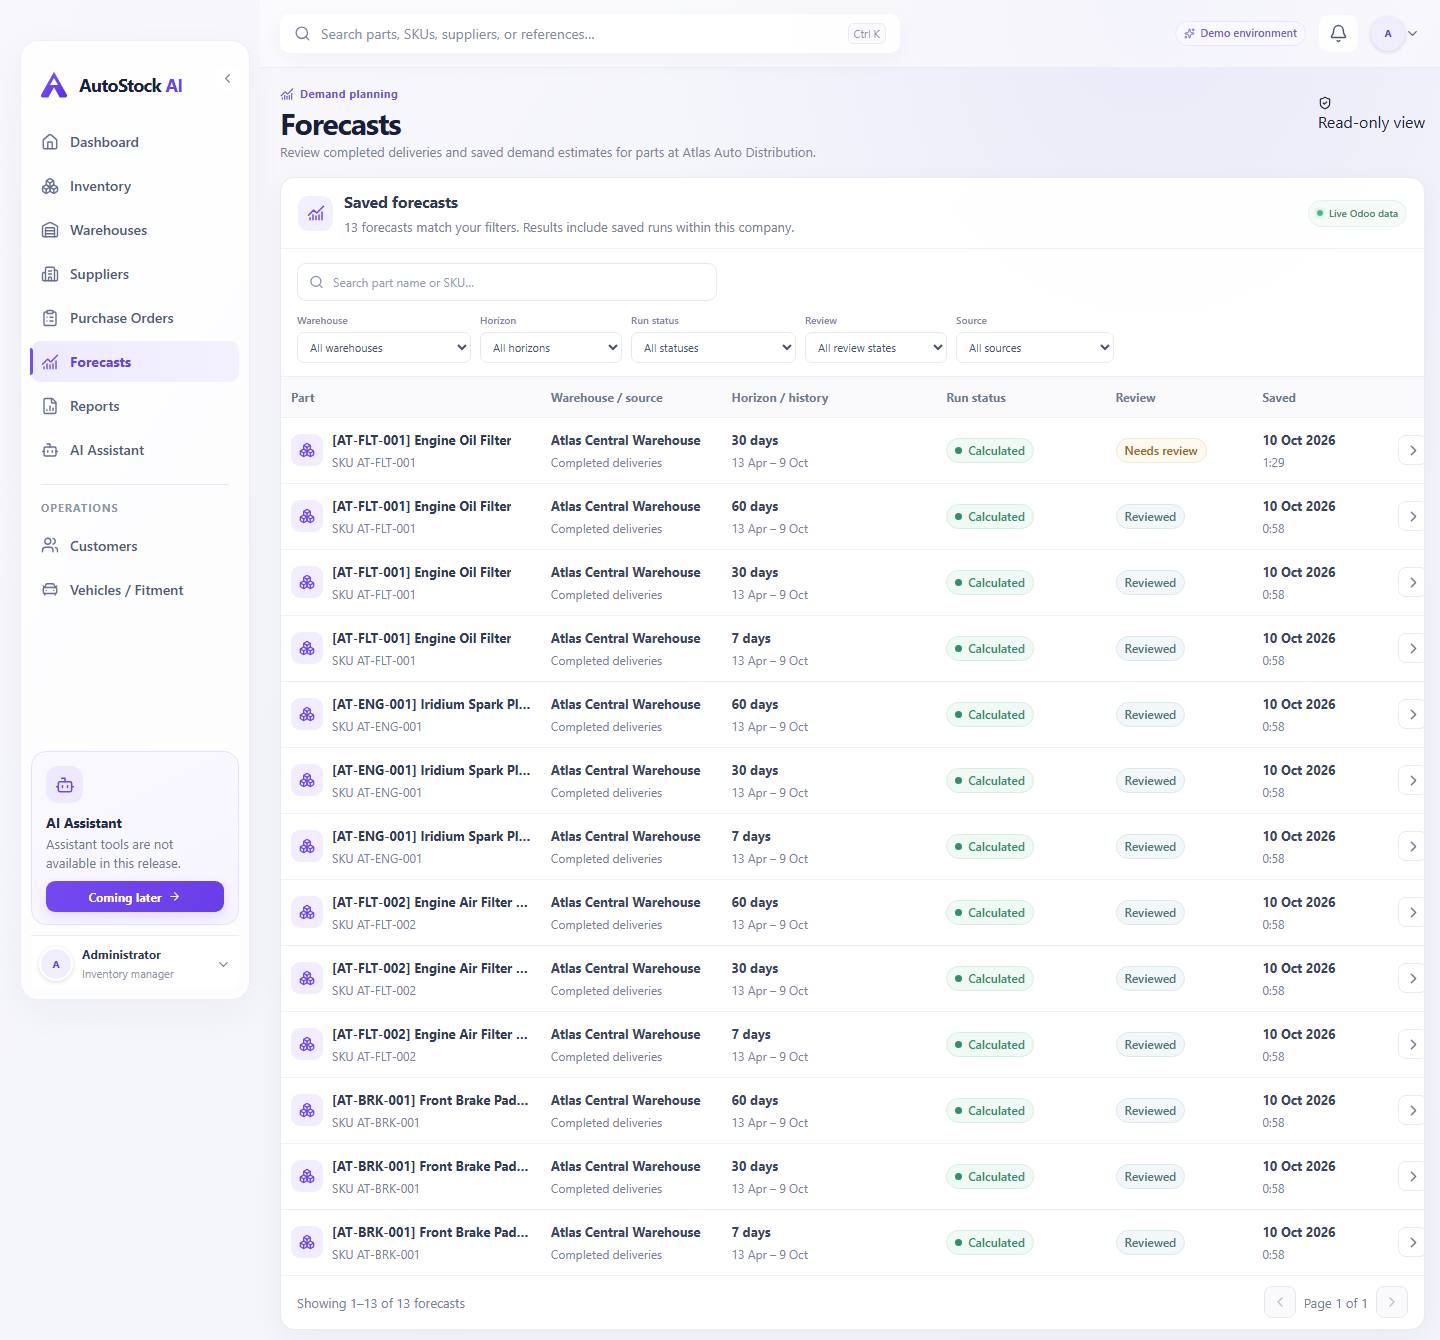 Search parts, SKUs, suppliers, or references...
Ctrl K
Demo environment
A
AutoStock AI
Dashboard
Inventory
Warehouses
Suppliers
Purchase Orders
Forecasts
Reports
AI Assistant
OPERATIONS
Customers
Vehicles / Fitment
AI Assistant
Assistant tools are not
available in this release.
Coming later
A
Administrator
Inventory manager
Demand planning
Forecasts
Review completed deliveries and saved demand estimates for parts at Atlas Auto Distribution.
Read-only view
Saved forecasts
13 forecasts match your filters. Results include saved runs within this company.
Live Odoo data
Search part name or SKU...
Warehouse Horizon Run status Review Source
All warehouses All horizons All statuses All review states All sources
Part Warehouse / source Horizon / history Run status Review Saved
[AT-FLT-001] Engine Oil Filter Atlas Central Warehouse 30 days Calculated Needs review 10 Oct 2026
SKU AT-FLT-001 Completed deliveries 13 Apr – 9 Oct 1:29
[AT-FLT-001] Engine Oil Filter Atlas Central Warehouse 60 days Calculated Reviewed 10 Oct 2026
SKU AT-FLT-001 Completed deliveries 13 Apr – 9 Oct 0:58
[AT-FLT-001] Engine Oil Filter Atlas Central Warehouse 30 days Calculated Reviewed 10 Oct 2026
SKU AT-FLT-001 Completed deliveries 13 Apr – 9 Oct 0:58
[AT-FLT-001] Engine Oil Filter Atlas Central Warehouse 7 days Calculated Reviewed 10 Oct 2026
SKU AT-FLT-001 Completed deliveries 13 Apr – 9 Oct 0:58
[AT-ENG-001] Iridium Spark Pl... Atlas Central Warehouse 60 days Calculated Reviewed 10 Oct 2026
SKU AT-ENG-001 Completed deliveries 13 Apr – 9 Oct 0:58
[AT-ENG-001] Iridium Spark Pl... Atlas Central Warehouse 30 days Calculated Reviewed 10 Oct 2026
SKU AT-ENG-001 Completed deliveries 13 Apr – 9 Oct 0:58
[AT-ENG-001] Iridium Spark Pl... Atlas Central Warehouse 7 days Calculated Reviewed 10 Oct 2026
SKU AT-ENG-001 Completed deliveries 13 Apr – 9 Oct 0:58
[AT-FLT-002] Engine Air Filter ... Atlas Central Warehouse 60 days Calculated Reviewed 10 Oct 2026
SKU AT-FLT-002 Completed deliveries 13 Apr – 9 Oct 0:58
[AT-FLT-002] Engine Air Filter ... Atlas Central Warehouse 30 days Calculated Reviewed 10 Oct 2026
SKU AT-FLT-002 Completed deliveries 13 Apr – 9 Oct 0:58
[AT-FLT-002] Engine Air Filter ... Atlas Central Warehouse 7 days Calculated Reviewed 10 Oct 2026
SKU AT-FLT-002 Completed deliveries 13 Apr – 9 Oct 0:58
[AT-BRK-001] Front Brake Pad... Atlas Central Warehouse 60 days Calculated Reviewed 10 Oct 2026
SKU AT-BRK-001 Completed deliveries 13 Apr – 9 Oct 0:58
[AT-BRK-001] Front Brake Pad... Atlas Central Warehouse 30 days Calculated Reviewed 10 Oct 2026
SKU AT-BRK-001 Completed deliveries 13 Apr – 9 Oct 0:58
[AT-BRK-001] Front Brake Pad... Atlas Central Warehouse 7 days Calculated Reviewed 10 Oct 2026
SKU AT-BRK-001 Completed deliveries 13 Apr – 9 Oct 0:58
Showing 1–13 of 13 forecasts
Page 1 of 1